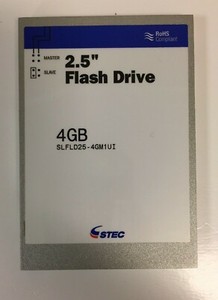 RoHS
Compliant
MASTER
SLAVE
2.5"
Flash Drive
4GB
SLFLD25-4GM1UI
STEC